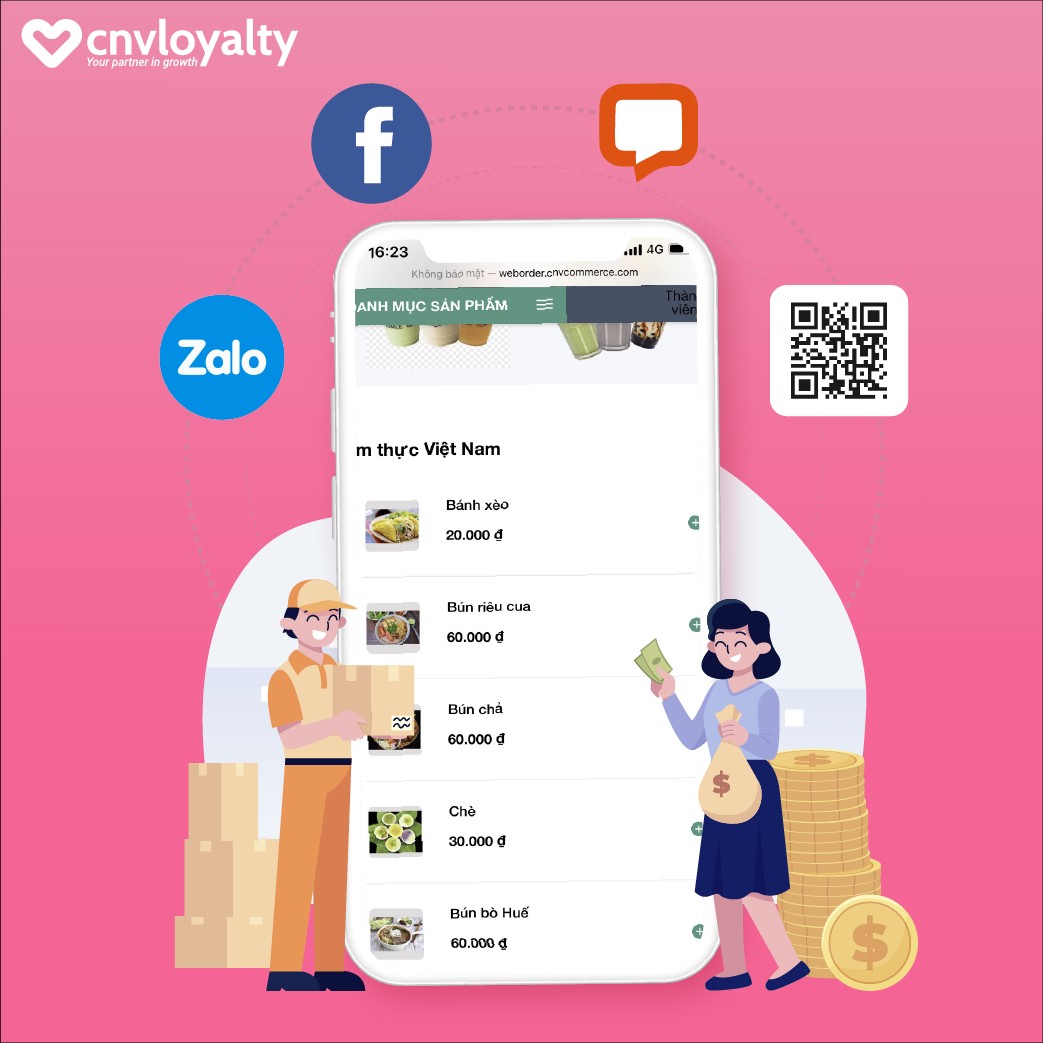 cnvloyalty
Your partner in growth
f
16:23
4G
Không bảo mật — weborder.cnvcommerce.com
ANH MỤC SẢN PHẨM
Thàn
viên
Zalo
m thực Việt Nam
Bánh xèo
20.000 ₫
Bún riêu cua
60.000 ₫
Bún chả
60.000 ₫
Chè
30.000 ₫
Bún bò Huế
60.000 ₫
$
$